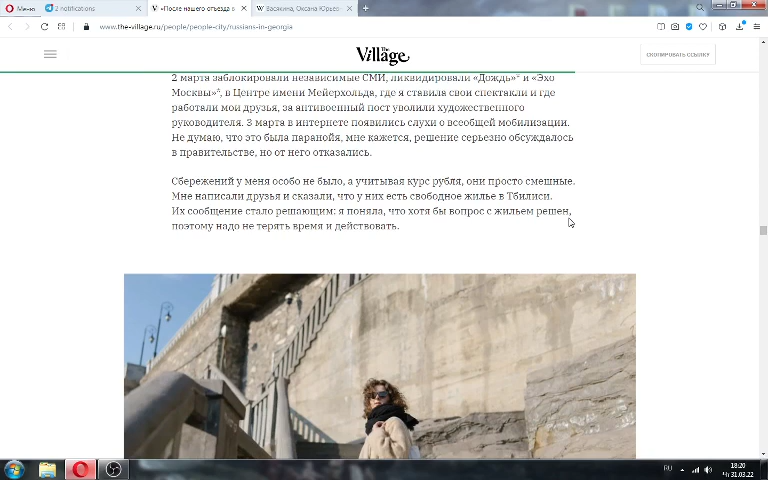 Меню
2 notifications
«После нашего отъезда в
Васякина, Оксана Юрьев
www.the-village.ru/people/people-city/russians-in-georgia
The Village
СКОПИРОВАТЬ ССЫЛКУ
2 марта заблокировали независимые СМИ, ликвидировали «Дождь»* и «Эхо
Москвы»*, в Центре имени Мейерхольда, где я ставила свои спектакли и где
работали мои друзья, за антивоенный пост уволили художественного
руководителя. 3 марта в интернете появились слухи о всеобщей мобилизации.
Не думаю, что это была паранойя, мне кажется, решение серьезно обсуждалось
в правительстве, но от него отказались.
Сбережений у меня особо не было, а учитывая курс рубля, они просто смешные.
Мне написали друзья и сказали, что у них есть свободное жилье в Тбилиси.
Их сообщение стало решающим: я поняла, что хотя бы вопрос с жильем решен,
поэтому надо не терять время и действовать.
RU
18:20
Чт 31.03.22